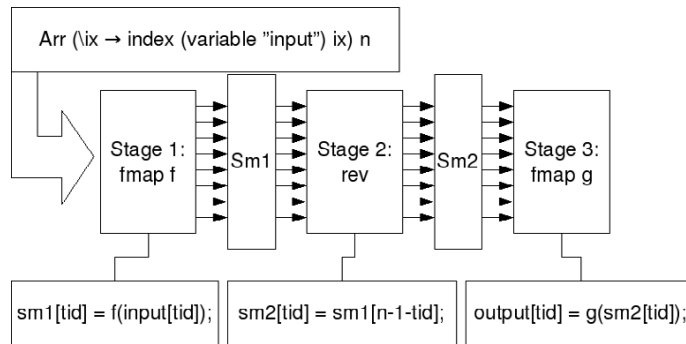 Arr (\ix → index (variable ”input”) ix) n
Stage 1:
fmap f
Sm1
Stage 2:
rev
Sm2
Stage 3:
fmap g
sm1[tid] = f(input[tid]);
sm2[tid] = sm1[n-1-tid];
output[tid] = g(sm2[tid]);